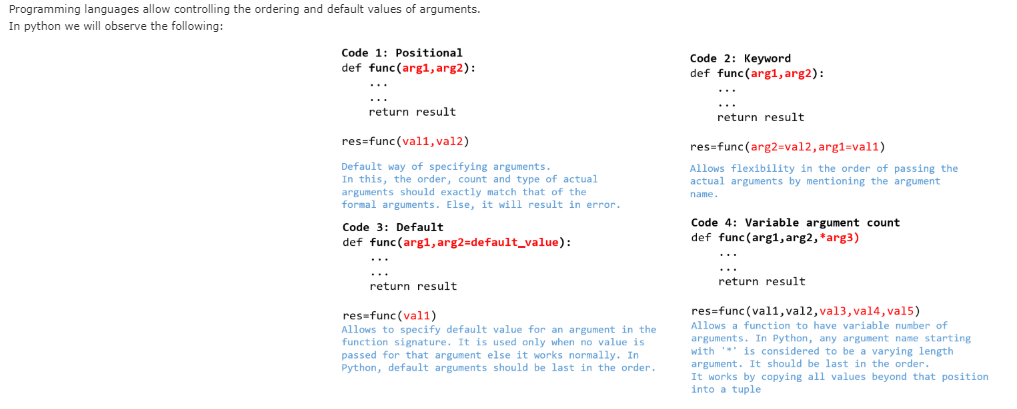 Programming languages allow controlling the ordering and default values of arguments.
In python we will observe the following:
Code 1: Positional
def func(arg1,arg2):
...
...
return result
res=func(val1,val2)
Default way of specifying arguments.
In this, the order, count and type of actual
arguments should exactly match that of the
formal arguments. Else, it will result in error.
Code 2: Keyword
def func(arg1,arg2):
...
...
return result
res=func(arg2=val2,arg1=val1)
Allows flexibility in the order of passing the
actual arguments by mentioning the argument
name.
Code 3: Default
def func(arg1,arg2=default_value):
...
...
return result
res=func(val1)
Allows to specify default value for an argument in the
function signature. It is used only when no value is
passed for that argument else it works normally. In
Python, default arguments should be last in the order.
Code 4: Variable argument count
def func(arg1,arg2,*arg3)
...
...
return result
res=func(val1,val2,val3,val4,val5)
Allows a function to have variable number of
arguments. In Python, any argument name starting
with '*' is considered to be a varying length
argument. It should be last in the order.
It works by copying all values beyond that position
into a tuple